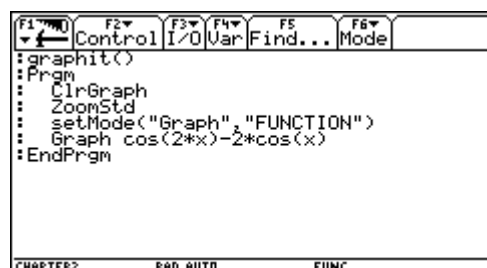 F1 F2 F3 F4 F5 F6
Control I/O Var Find... Mode
:graphit()
:Prgm
: ClrGraph
: ZoomStd
: setMode("Graph","FUNCTION")
: Graph cos(2*x)-2*cos(x)
:EndPrgm
CHAPTER2 RAD AUTO FUNC